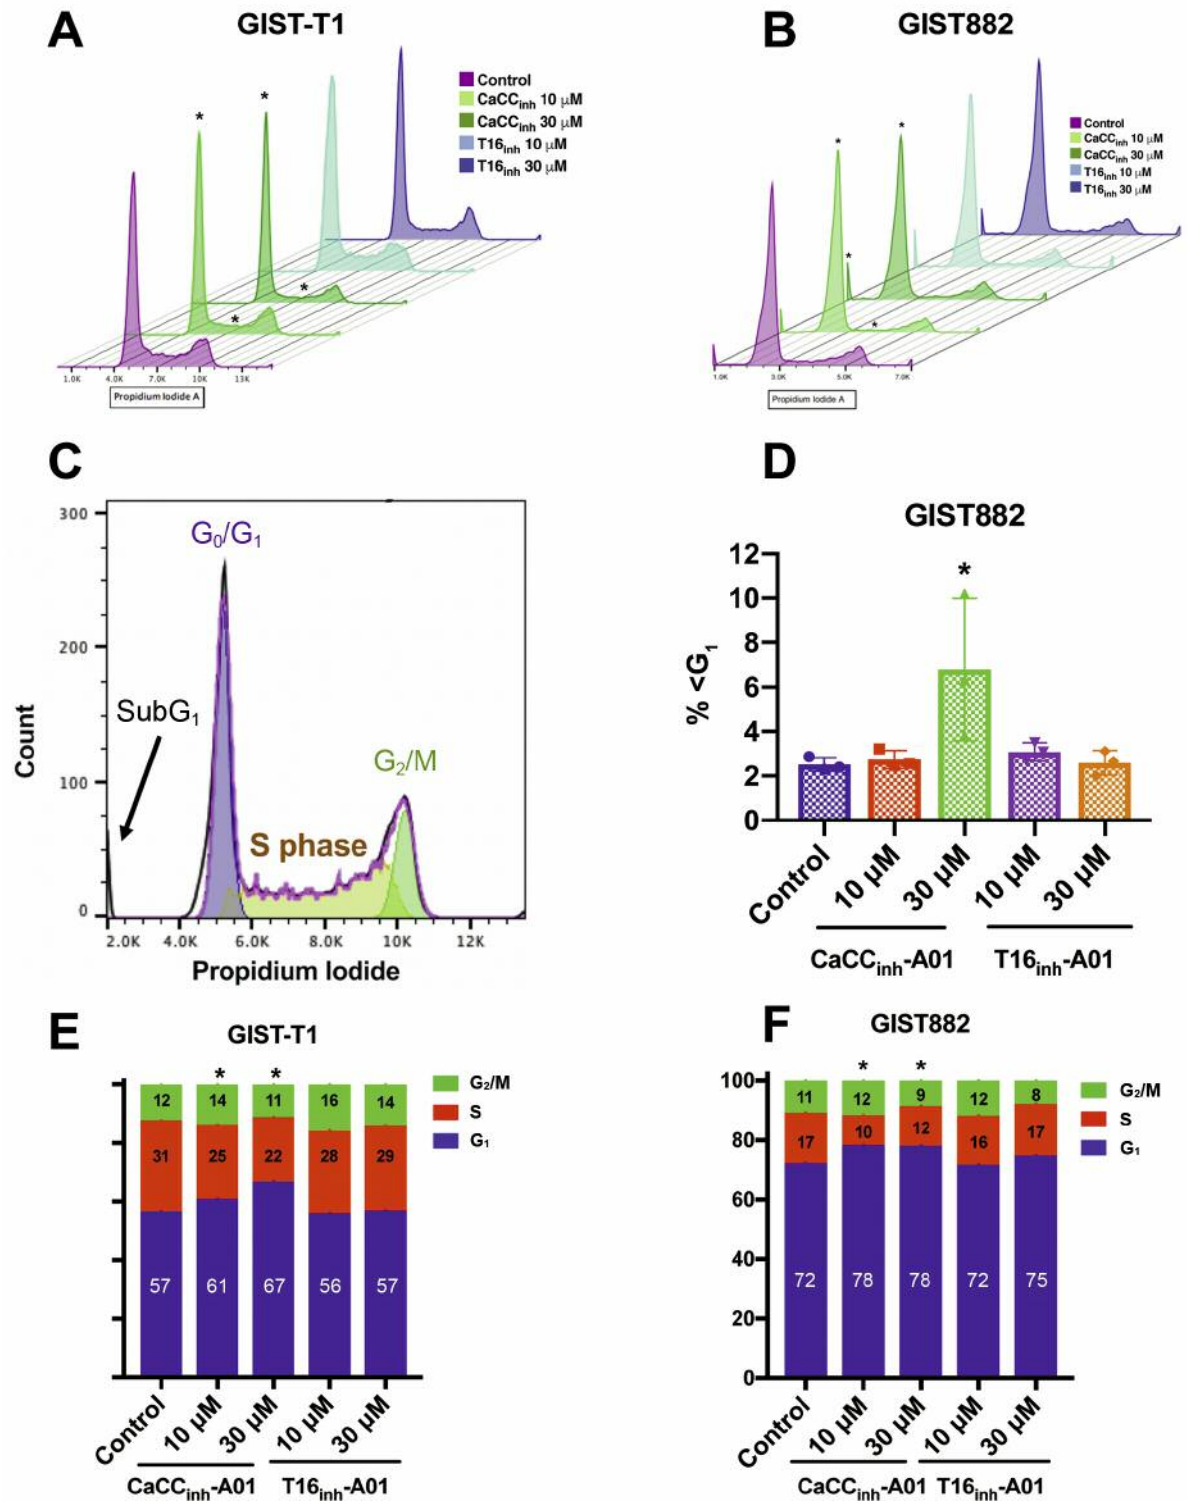 A
GIST-T1
Control
CaCCinh 10 μM
CaCCinh 30 μM
T16inh 10 μM
T16inh 30 μM
*
*
*
*
1.0K 4.0K 7.0K 10K 13K
Propidium Iodide A
B
GIST882
Control
CaCCinh 10 μM
CaCCinh 30 μM
T16inh 10 μM
T16inh 30 μM
*
*
*
*
1.0K 3.0K 5.0K 7.0K
Propidium Iodide A
C
300
200
100
0
Count
G0/G1
SubG1
G2/M
S phase
2.0K 4.0K 6.0K 8.0K 10K 12K
Propidium Iodide
D
GIST882
12
10
8
6
4
2
0
% <G1
*
Control
10 μM
30 μM
10 μM
30 μM
CaCCinh-A01 T16inh-A01
E
GIST-T1
* *
12 14 11 16 14
31 25 22 28 29
57 61 67 56 57
G2/M
S
G1
Control
10 μM
30 μM
10 μM
30 μM
CaCCinh-A01 T16inh-A01
F
GIST882
100
80
60
40
20
0
* *
11 12 9 12 8
17 10 12 16 17
72 78 78 72 75
G2/M
S
G1
Control
10 μM
30 μM
10 μM
30 μM
CaCCinh-A01 T16inh-A01